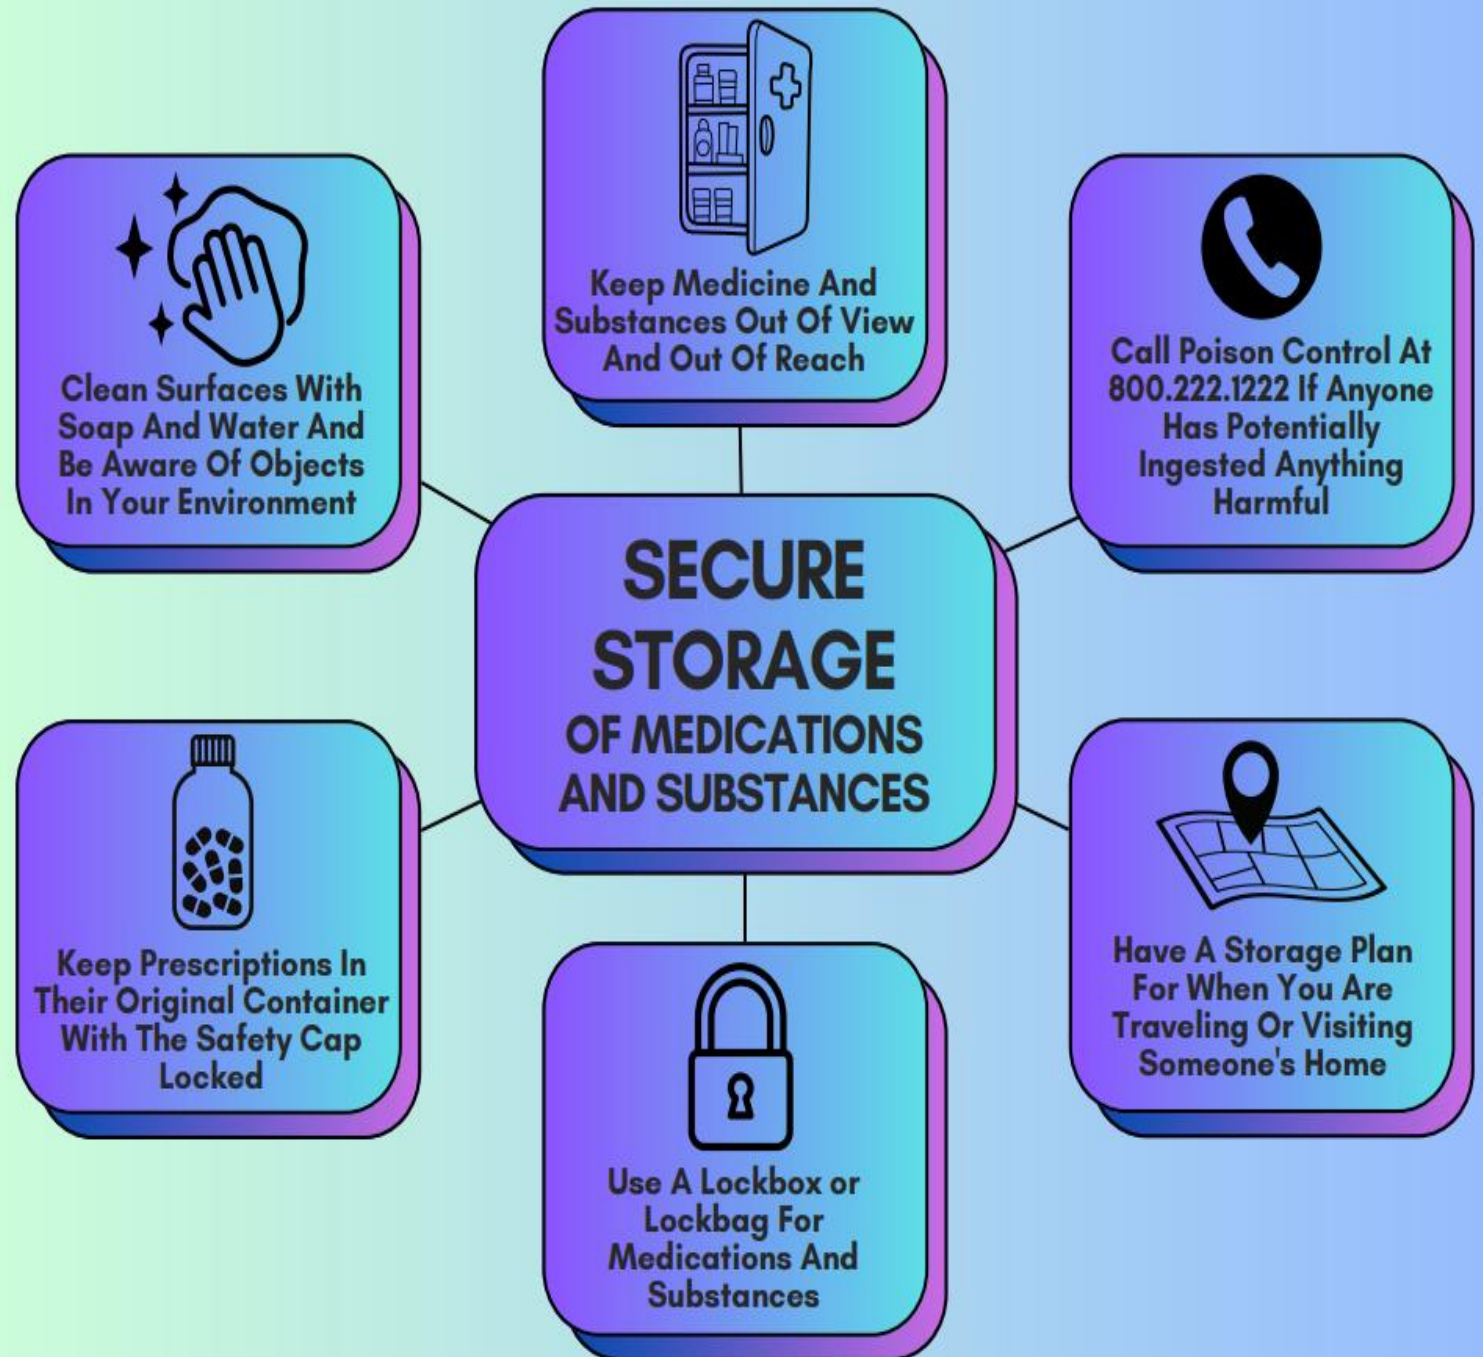 Keep Medicine And
Substances Out Of View
And Out Of Reach
Clean Surfaces With
Soap And Water And
Be Aware Of Objects
In Your Environment
Call Poison Control At
800.222.1222 If Anyone
Has Potentially
Ingested Anything
Harmful
SECURE
STORAGE
OF MEDICATIONS
AND SUBSTANCES
Keep Prescriptions In
Their Original Container
With The Safety Cap
Locked
Have A Storage Plan
For When You Are
Traveling Or Visiting
Someone's Home
Use A Lockbox or
Lockbag For
Medications And
Substances